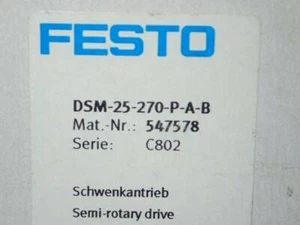 FESTO
DSM-25-270-P-A-B
Mat.-Nr.: 547578
Serie: C802
Schwenkantrieb
Semi-rotary drive